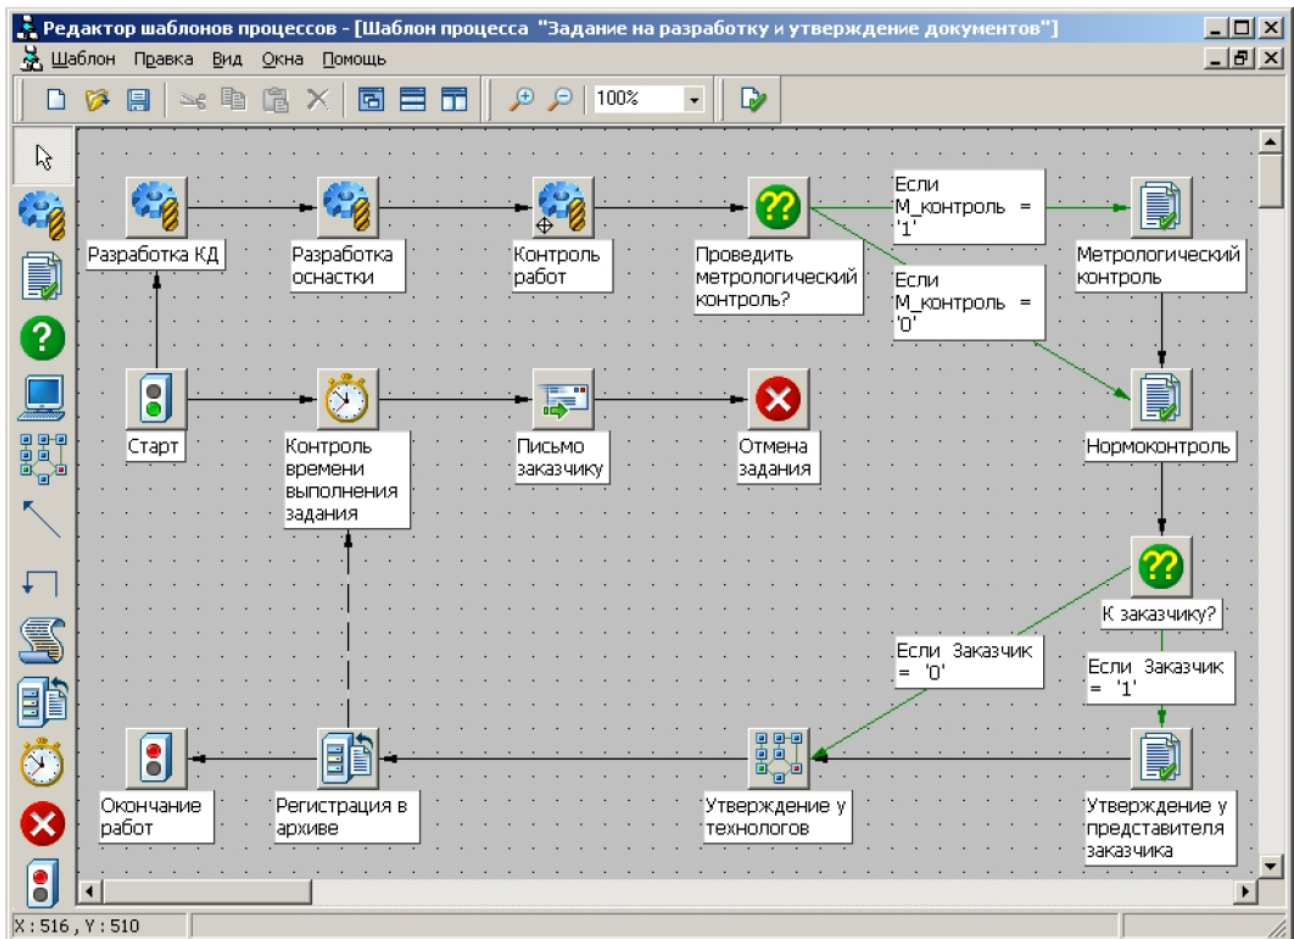 Редактор шаблонов процессов - [Шаблон процесса "Задание на разработку и утверждение документов"]
Шаблон Правка Вид Окна Помощь
100%
Разработка КД
Разработка
оснастки
Контроль
работ
??
Проведить
метрологический
контроль?
Если
М_контроль =
'1'
Если
М_контроль =
'0'
Метрологический
контроль
?
Старт
Контроль
времени
выполнения
задания
Письмо
заказчику
Отмена
задания
Нормоконтроль
??
К заказчику?
Если Заказчик
= '0'
Если Заказчик
= '1'
Окончание
работ
Регистрация в
архиве
Утверждение у
технологов
Утверждение у
представителя
заказчика
X : 516 , Y : 510